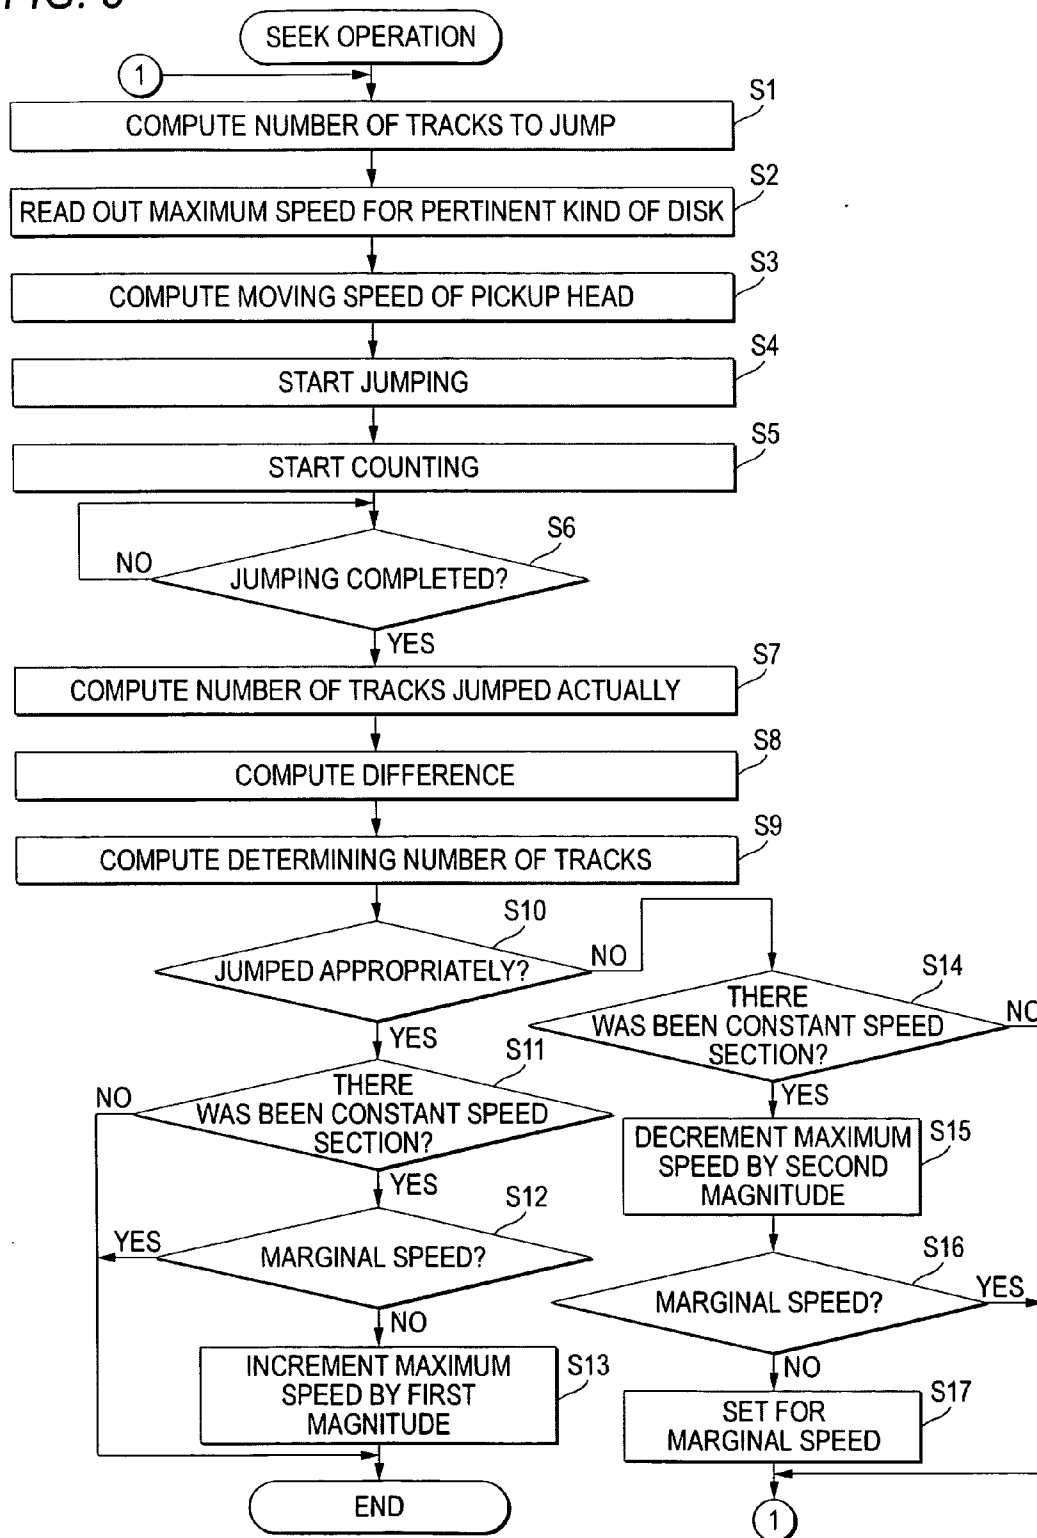 SEEK OPERATION
1
S1
COMPUTE NUMBER OF TRACKS TO JUMP
S2
READ OUT MAXIMUM SPEED FOR PERTINENT KIND OF DISK
S3
COMPUTE MOVING SPEED OF PICKUP HEAD
S4
START JUMPING
S5
START COUNTING
S6
NO
JUMPING COMPLETED?
YES
S7
COMPUTE NUMBER OF TRACKS JUMPED ACTUALLY
S8
COMPUTE DIFFERENCE
S9
COMPUTE DETERMINING NUMBER OF TRACKS
S10
JUMPED APPROPRIATELY?
NO
YES
S14
THERE
WAS BEEN CONSTANT SPEED
SECTION?
NO
YES
S11
THERE
WAS BEEN CONSTANT SPEED
SECTION?
NO
YES
S15
DECREMENT MAXIMUM
SPEED BY SECOND
MAGNITUDE
S12
MARGINAL SPEED?
YES
NO
S16
MARGINAL SPEED?
YES
NO
S13
INCREMENT MAXIMUM
SPEED BY FIRST
MAGNITUDE
S17
SET FOR
MARGINAL SPEED
END
1